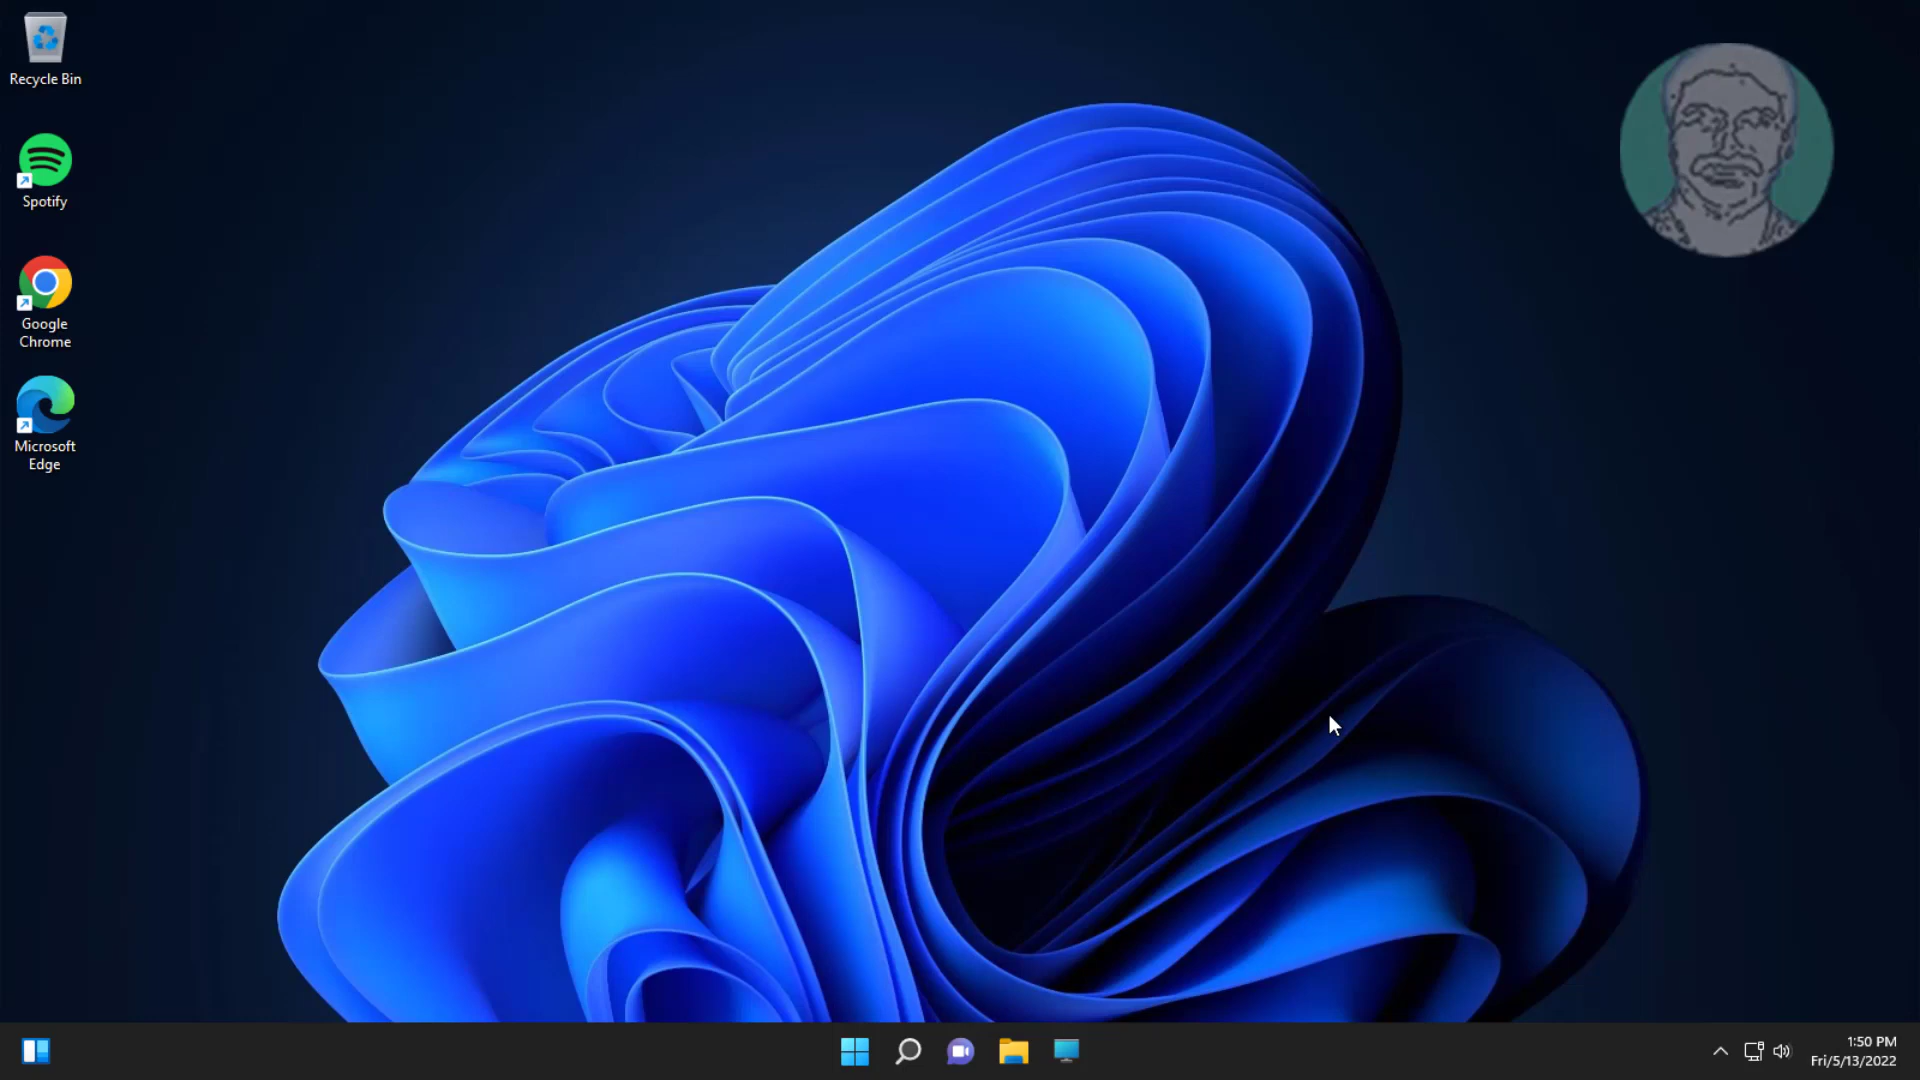 Recycle Bin
Spotify
Google
Chrome
Microsoft
Edge
1:50 PM
Fri/5/13/2022